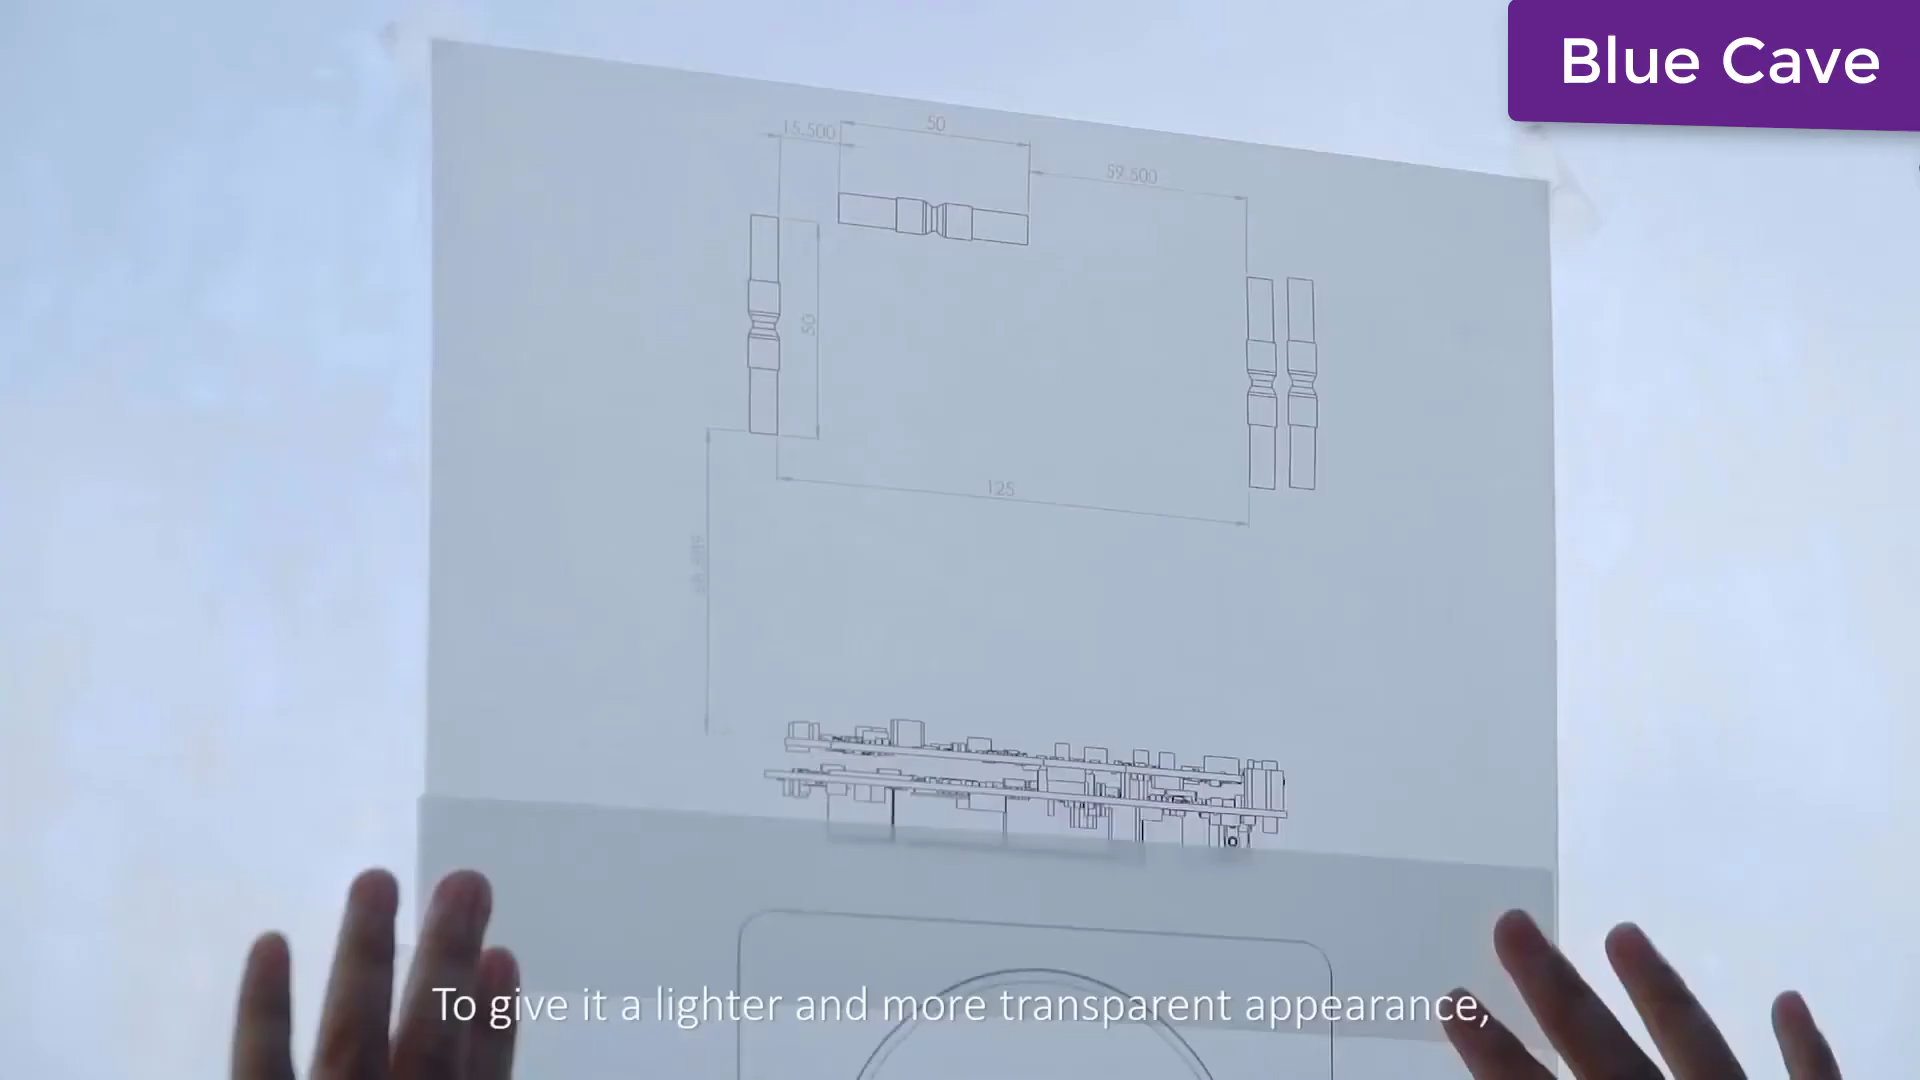 Blue Cave
50
15.500
59.500
50
125
To give it a lighter and more transparent appearance,